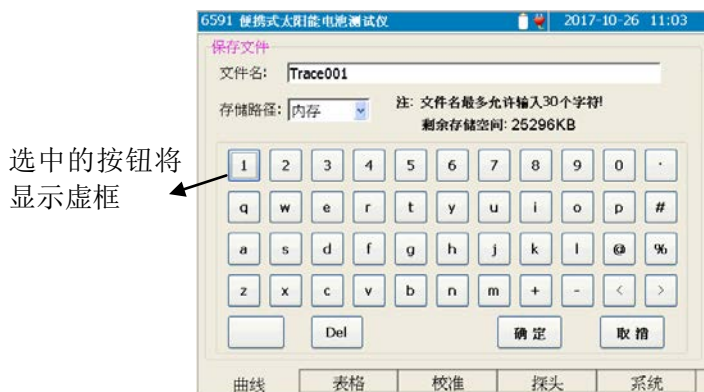 6591 便携式太阳能电池测试仪 2017-10-26 11:03
保存文件
文件名: Trace001
存储路径: 内存 注: 文件名最多允许输入30个字符!
剩余存储空间: 25296KB
选中的按钮将
显示虚框
1 2 3 4 5 6 7 8 9 0 .
q w e r t y u i o p #
a s d f g h j k l @ %
z x c v b n m + - < >
Del 确定 取消
曲线 表格 校准 探头 系统